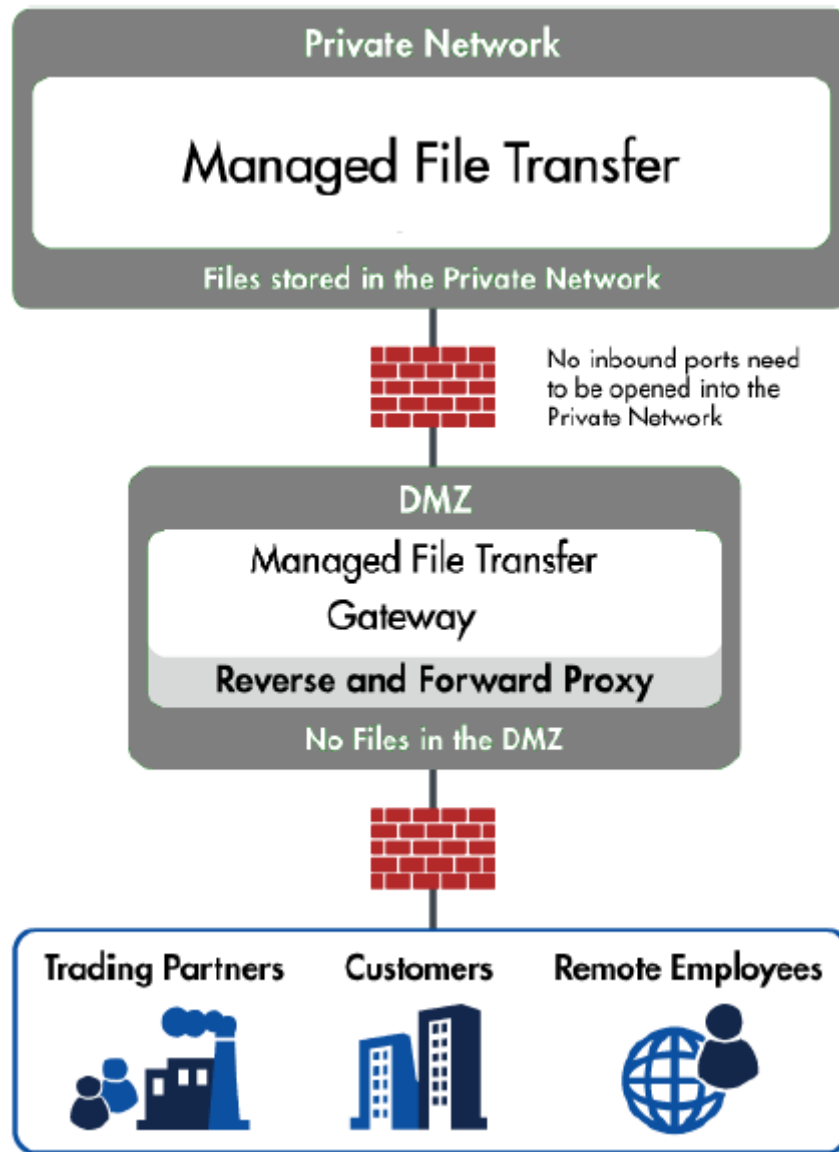 Private Network
Managed File Transfer
Files stored in the Private Network
No inbound ports need
to be opened into the
Private Network
DMZ
Managed File Transfer
Gateway
Reverse and Forward Proxy
No Files in the DMZ
Trading Partners
Customers
Remote Employees